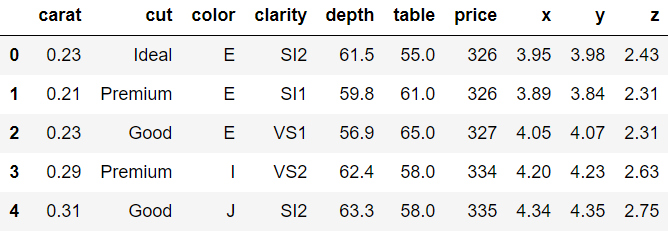 carat cut color clarity depth table price x y z
0 0.23 Ideal E SI2 61.5 55.0 326 3.95 3.98 2.43
1 0.21 Premium E SI1 59.8 61.0 326 3.89 3.84 2.31
2 0.23 Good E VS1 56.9 65.0 327 4.05 4.07 2.31
3 0.29 Premium I VS2 62.4 58.0 334 4.20 4.23 2.63
4 0.31 Good J SI2 63.3 58.0 335 4.34 4.35 2.75